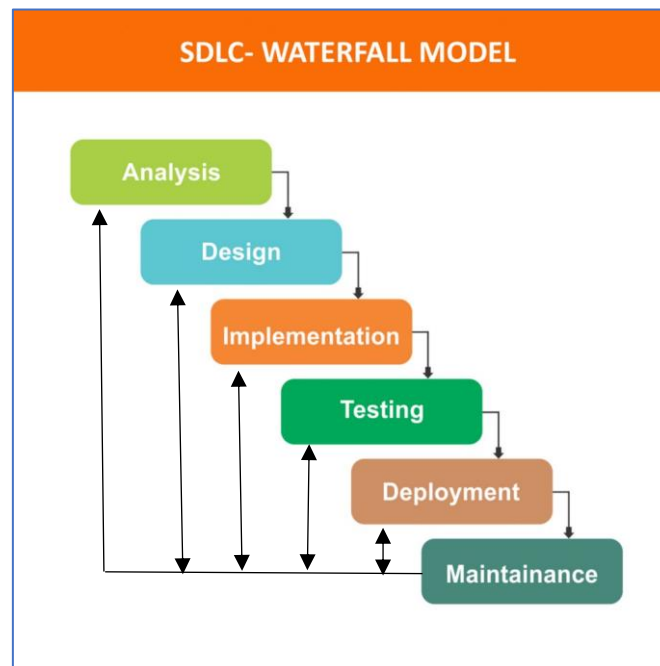 SDLC- WATERFALL MODEL
Analysis
Design
Implementation
Testing
Deployment
Maintainance